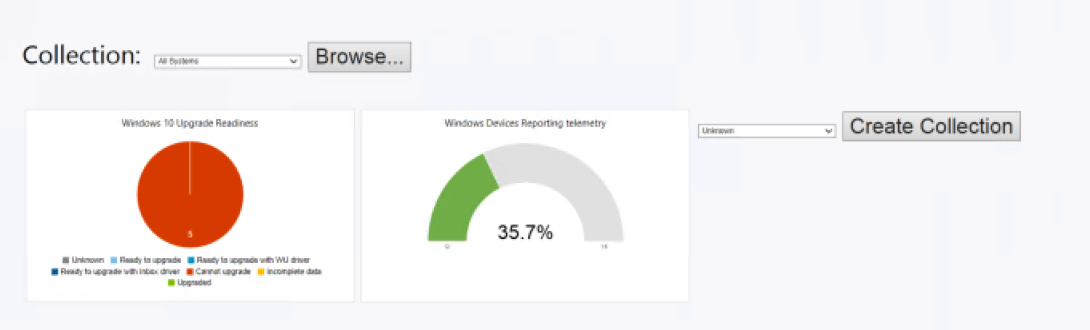 Collection: All Systems Browse...
Windows 10 Upgrade Readiness
5
Unknown Ready to upgrade Ready to upgrade with WU driver
Ready to upgrade with Inbox driver Cannot upgrade Incomplete data
Upgraded
Windows Devices Reporting telemetry
35.7%
0
Unknown Create Collection